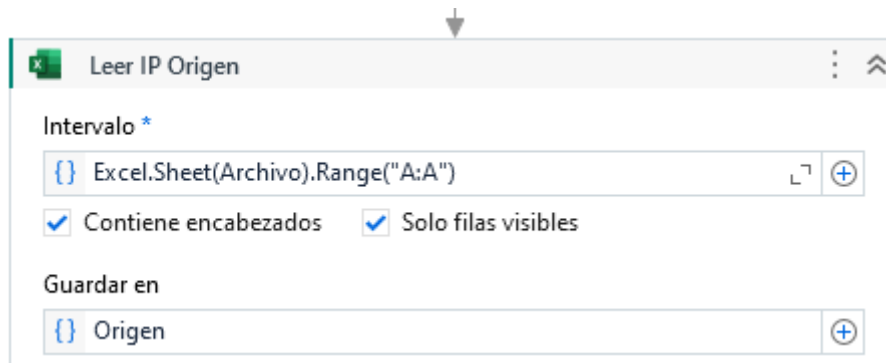 Leer IP Origen
Intervalo *
{} Excel.Sheet(Archivo).Range("A:A")
Contiene encabezados Solo filas visibles
Guardar en
{} Origen